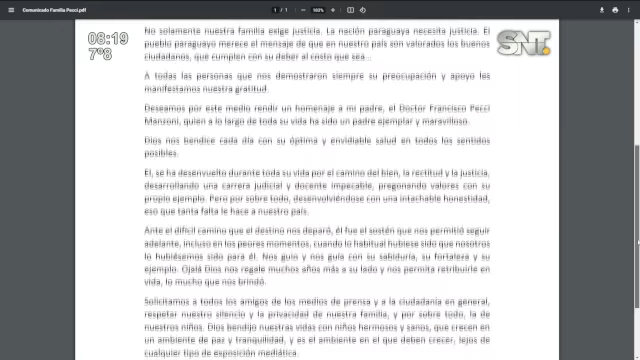 Comunicado Familia Pecci.pdf
1 / 1
160%
08:19
7º8
SNT
No solamente nuestra familia exige justicia. La nación paraguaya necesita justicia. El
pueblo paraguayo merece el mensaje de que en nuestro país son valorados los buenos
ciudadanos, que cumplen con su deber al costo que sea...
A todas las personas que nos demostraron siempre su preocupación y apoyo les
manifestamos nuestra gratitud.
Deseamos por este medio rendir un homenaje a mi padre, el Doctor Francisco Pecci
Manzoni, quien a lo largo de toda su vida ha sido un padre ejemplar y maravilloso.
Dios nos bendice cada día con su óptima y envidiable salud en todos los sentidos
posibles.
El, se ha desenvuelto durante toda su vida por el camino del bien, la rectitud y la justicia,
desarrollando una carrera judicial y docente impecable, pregonando valores con su
propio ejemplo. Pero por sobre todo, desenvolviéndose con una intachable honestidad,
eso que tanta falta le hace a nuestro país.
Ante el difícil camino que el destino nos deparó, él fue el sostén que nos permitió seguir
adelante, incluso en los peores momentos, cuando lo habitual hubiese sido que nosotros
lo hubiésemos sido para él. Nos guio y nos guía con su sabiduría, su fortaleza y su
ejemplo. Ojalá Dios nos regale muchos años más a su lado y nos permita retribuirle en
vida, lo mucho que nos brindó.
Solicitamos a todos los amigos de los medios de prensa y a la ciudadanía en general,
respetar nuestro silencio y la privacidad de nuestra familia, y por sobre todo, la de
nuestros niños. Dios bendijo nuestras vidas con niños hermosos y sanos, que crecen en
un ambiente de paz y tranquilidad, y es el ambiente en el que deben crecer, lejos de
cualquier tipo de exposición mediática.